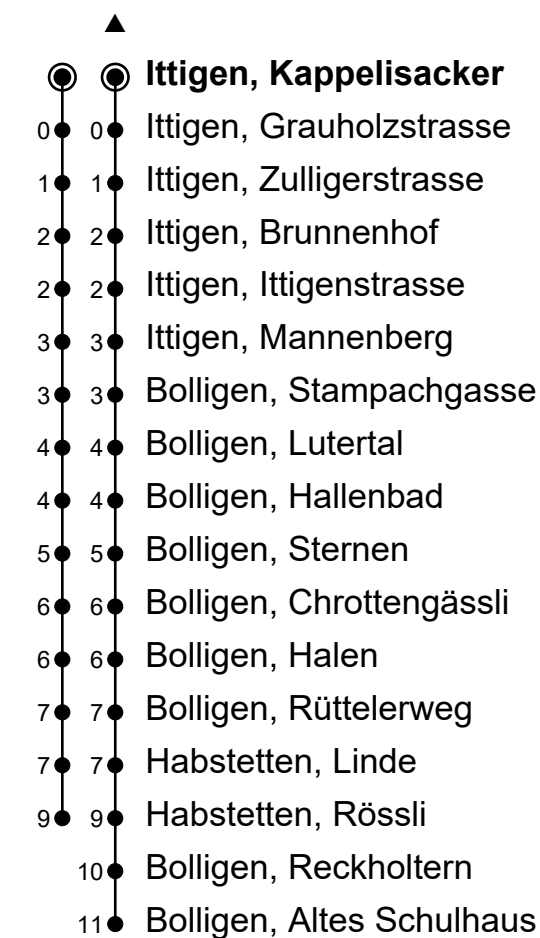 ▲
Ittigen, Kappelisacker
0 0 Ittigen, Grauholzstrasse
1 1 Ittigen, Zulligerstrasse
2 2 Ittigen, Brunnenhof
2 2 Ittigen, Ittigenstrasse
3 3 Ittigen, Mannenberg
3 3 Bolligen, Stampachgasse
4 4 Bolligen, Lutertal
4 4 Bolligen, Hallenbad
5 5 Bolligen, Sternen
6 6 Bolligen, Chrottengässli
6 6 Bolligen, Halen
7 7 Bolligen, Rüttelerweg
7 7 Habstetten, Linde
9 9 Habstetten, Rössli
10 Bolligen, Reckholtern
11 Bolligen, Altes Schulhaus